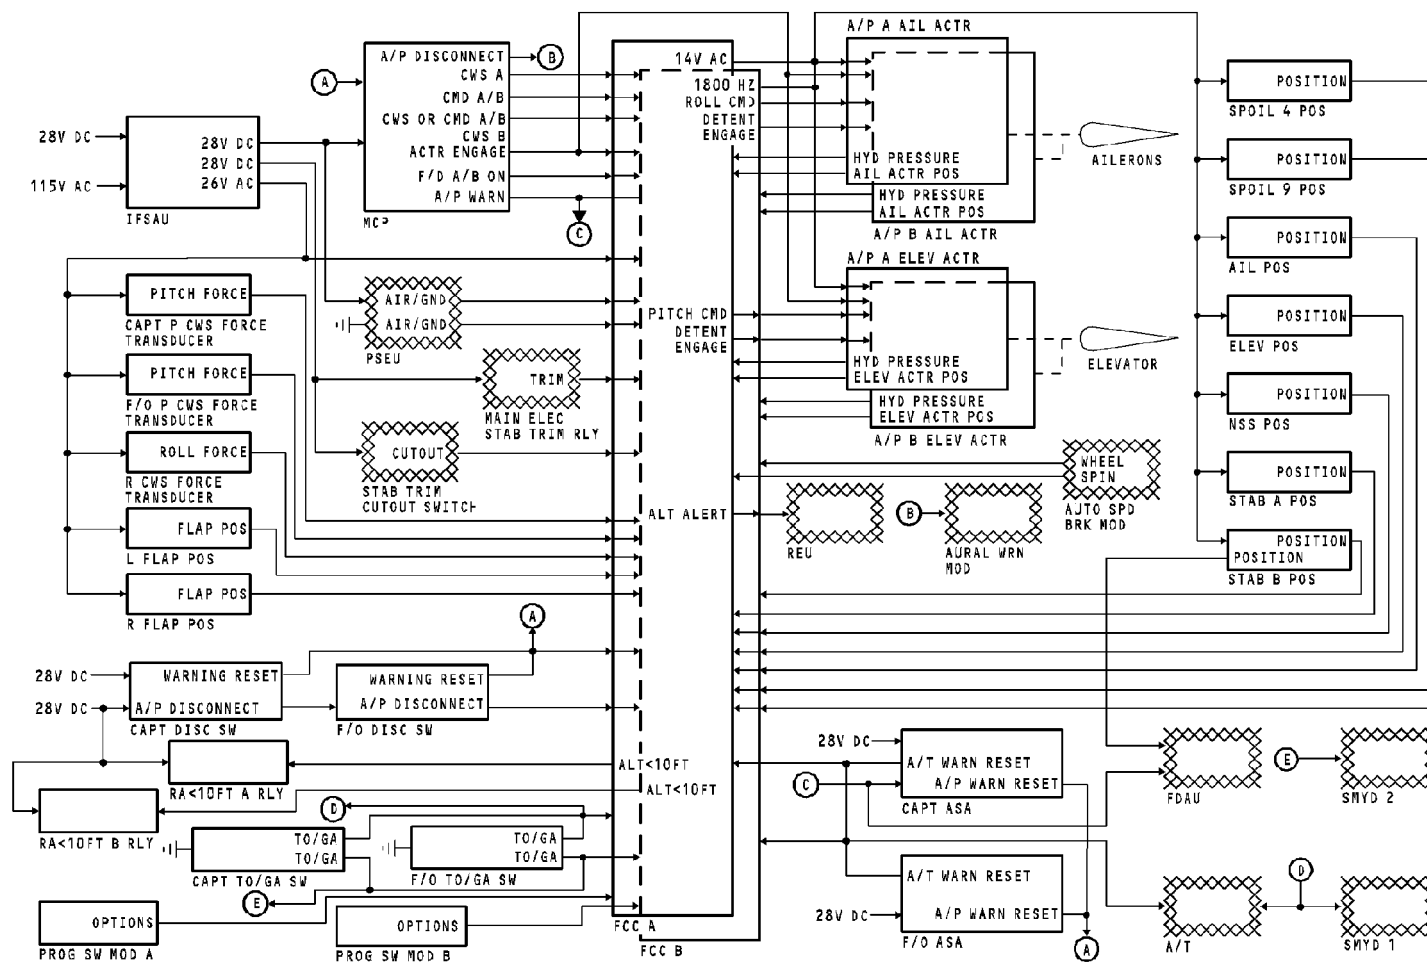 28V DC
115V AC
28V DC
28V DC
26V AC
IFSAU
A
A/P DISCONNECT
CWS A
CMD A/B
CWS OR CMD A/B
CWS B
ACTR ENGAGE
F/D A/B ON
A/P WARN
MCP
B
C
PITCH FORCE
CAPT P CWS FORCE
TRANSDUCER
PITCH FORCE
F/O P CWS FORCE
TRANSDUCER
ROLL FORCE
R CWS FORCE
TRANSDUCER
FLAP POS
L FLAP POS
FLAP POS
R FLAP POS
AIR/GND
AIR/GND
PSEU
TRIM
MAIN ELEC
STAB TRIM RLY
CUTOUT
STAB TRIM
CUTOUT SWITCH
A
28V DC
28V DC
WARNING RESET
A/P DISCONNECT
CAPT DISC SW
WARNING RESET
A/P DISCONNECT
F/O DISC SW
RA<10FT A RLY
RA<10FT B RLY
D
TO/GA
TO/GA
CAPT TO/GA SW
TO/GA
TO/GA
F/O TO/GA SW
E
OPTIONS
PROG SW MOD A
OPTIONS
PROG SW MOD B
14V AC
1800 HZ
ROLL CMD
DETENT
ENGAGE
PITCH CMD
DETENT
ENGAGE
ALT ALERT
ALT<10FT
ALT<10FT
FCC A
FCC B
A/P A AIL ACTR
HYD PRESSURE
AIL ACTR POS
HYD PRESSURE
AIL ACTR POS
A/P B AIL ACTR
AILERONS
A/P A ELEV ACTR
HYD PRESSURE
ELEV ACTR POS
HYD PRESSURE
ELEV ACTR POS
A/P B ELEV ACTR
ELEVATOR
WHEEL
SPIN
AUTO SPD
BRK MOD
REU
B
AURAL WRN
MOD
POSITION
SPOIL 4 POS
POSITION
SPOIL 9 POS
POSITION
AIL POS
POSITION
ELEV POS
POSITION
NSS POS
POSITION
STAB A POS
POSITION
POSITION
STAB B POS
28V DC
A/T WARN RESET
A/P WARN RESET
CAPT ASA
C
A/T WARN RESET
28V DC
A/P WARN RESET
F/O ASA
A
FDAU
E
SMYD 2
A/T
D
SMYD 1